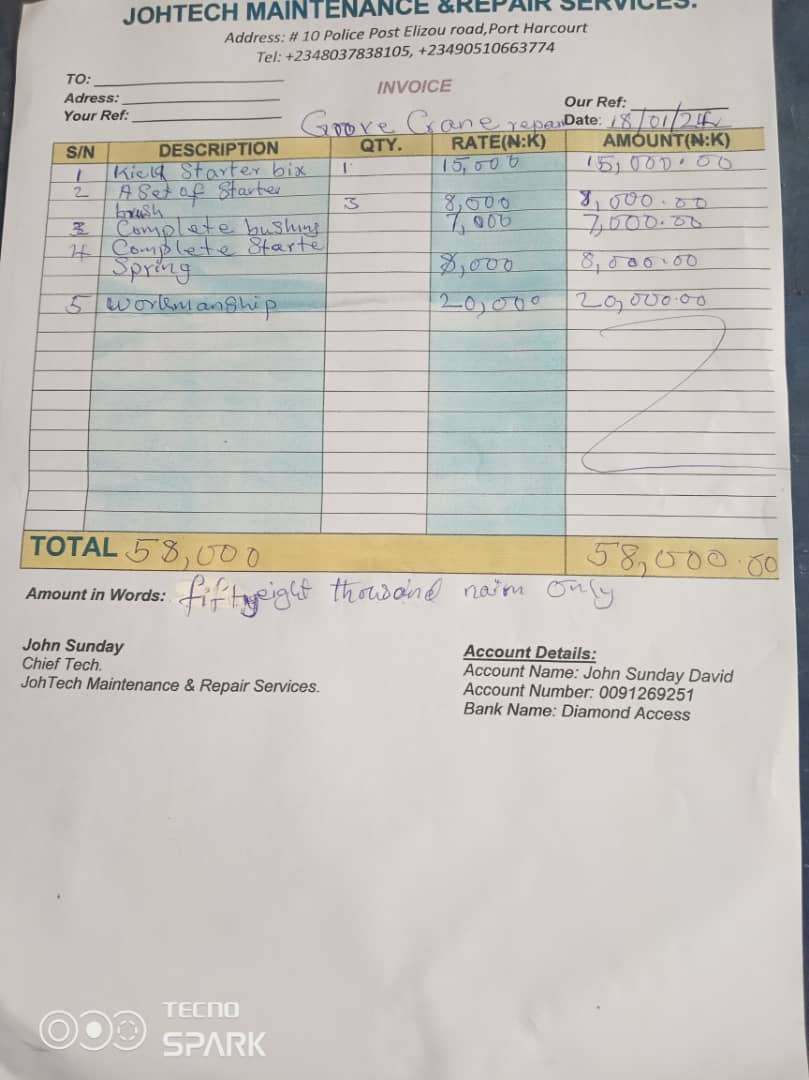 JOHTECH MAINTENANCE &REPAIR SERVICES.
Address: # 10 Police Post Elizou road,Port Harcourt
Tel: +2348037838105, +23490510663774
TO:
INVOICE
Adress:
Our Ref:
Your Ref:
Groove Crane repair
Date: 18/01/24
S/N DESCRIPTION QTY. RATE(N:K) AMOUNT(N:K)
1 Starter bix 1 15,000 15,000.00
2 A Set of Starter
brush 3 8,000 8,000.00
3 Complete bushing 7,000 7,000.00
4 Complete Starte
Spring 8,000 8,000.00
5 Workmanship 20,000 20,000.00
TOTAL 58,000 58,000.00
Amount in Words: fiftyeight thousand naira only
John Sunday
Chief Tech.
JohTech Maintenance & Repair Services.
Account Details:
Account Name: John Sunday David
Account Number: 0091269251
Bank Name: Diamond Access
TECNO
SPARK